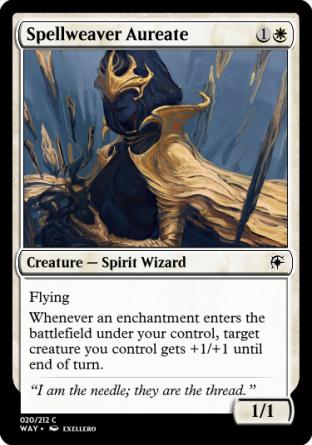 Spellweaver Aureate 1
Creature — Spirit Wizard
Flying
Whenever an enchantment enters the
battlefield under your control, target
creature you control gets +1/+1 until
end of turn.
“I am the needle; they are the thread.”
1/1
020/212 C
WAY • EXELLERO